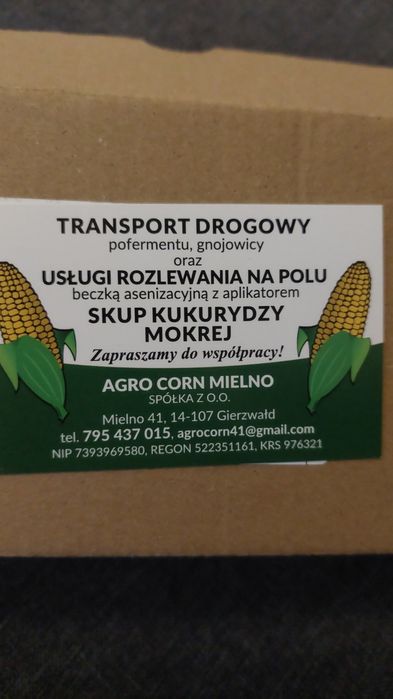 TRANSPORT DROGOWY
pofermentu, gnojowicy
oraz
USŁUGI ROZLEWANIA NA POLU
beczką asenizacyjną z aplikatorem
SKUP KUKURYDZY
MOKREJ
Zapraszamy do współpracy!
AGRO CORN MIELNO
SPÓŁKA Z O.O.
Mielno 41, 14-107 Gierzwałd
tel. 795 437 015, agrocorn41@gmail.com
NIP 7393969580, REGON 522351161, KRS 976321